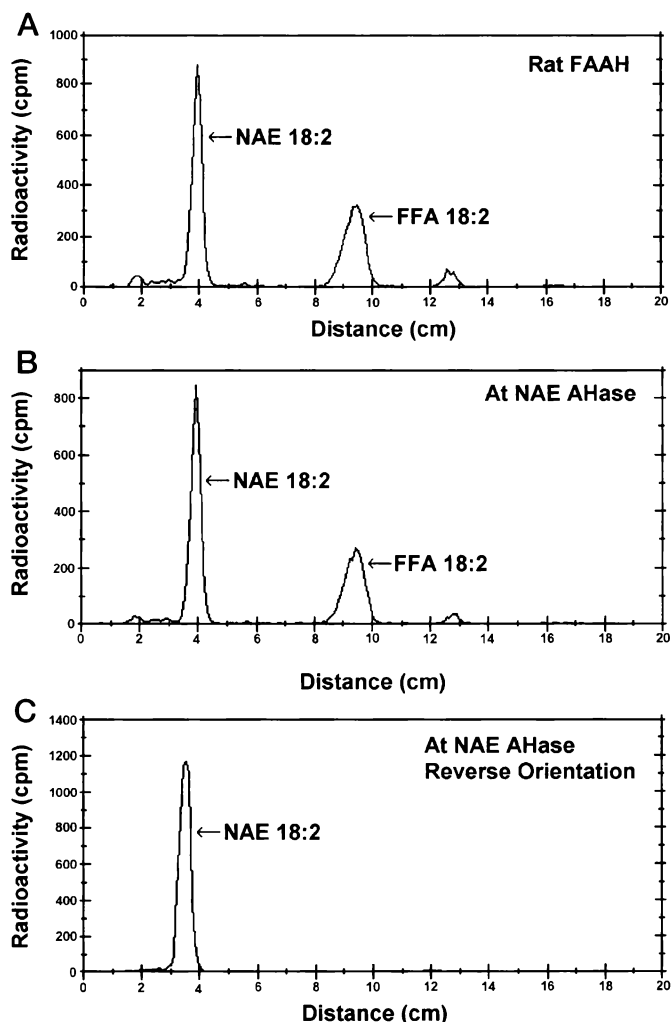 A
Rat FAAH
Radioactivity (cpm)
1000
800
600
400
200
0
← NAE 18:2
← FFA 18:2
0 2 4 6 8 10 12 14 16 18 20
Distance (cm)
B
At NAE AHase
Radioactivity (cpm)
800
600
400
200
0
← NAE 18:2
← FFA 18:2
0 2 4 6 8 10 12 14 16 18 20
Distance (cm)
C
At NAE AHase
Reverse Orientation
Radioactivity (cpm)
1400
1200
1000
800
600
400
200
0
← NAE 18:2
0 2 4 6 8 10 12 14 16 18 20
Distance (cm)